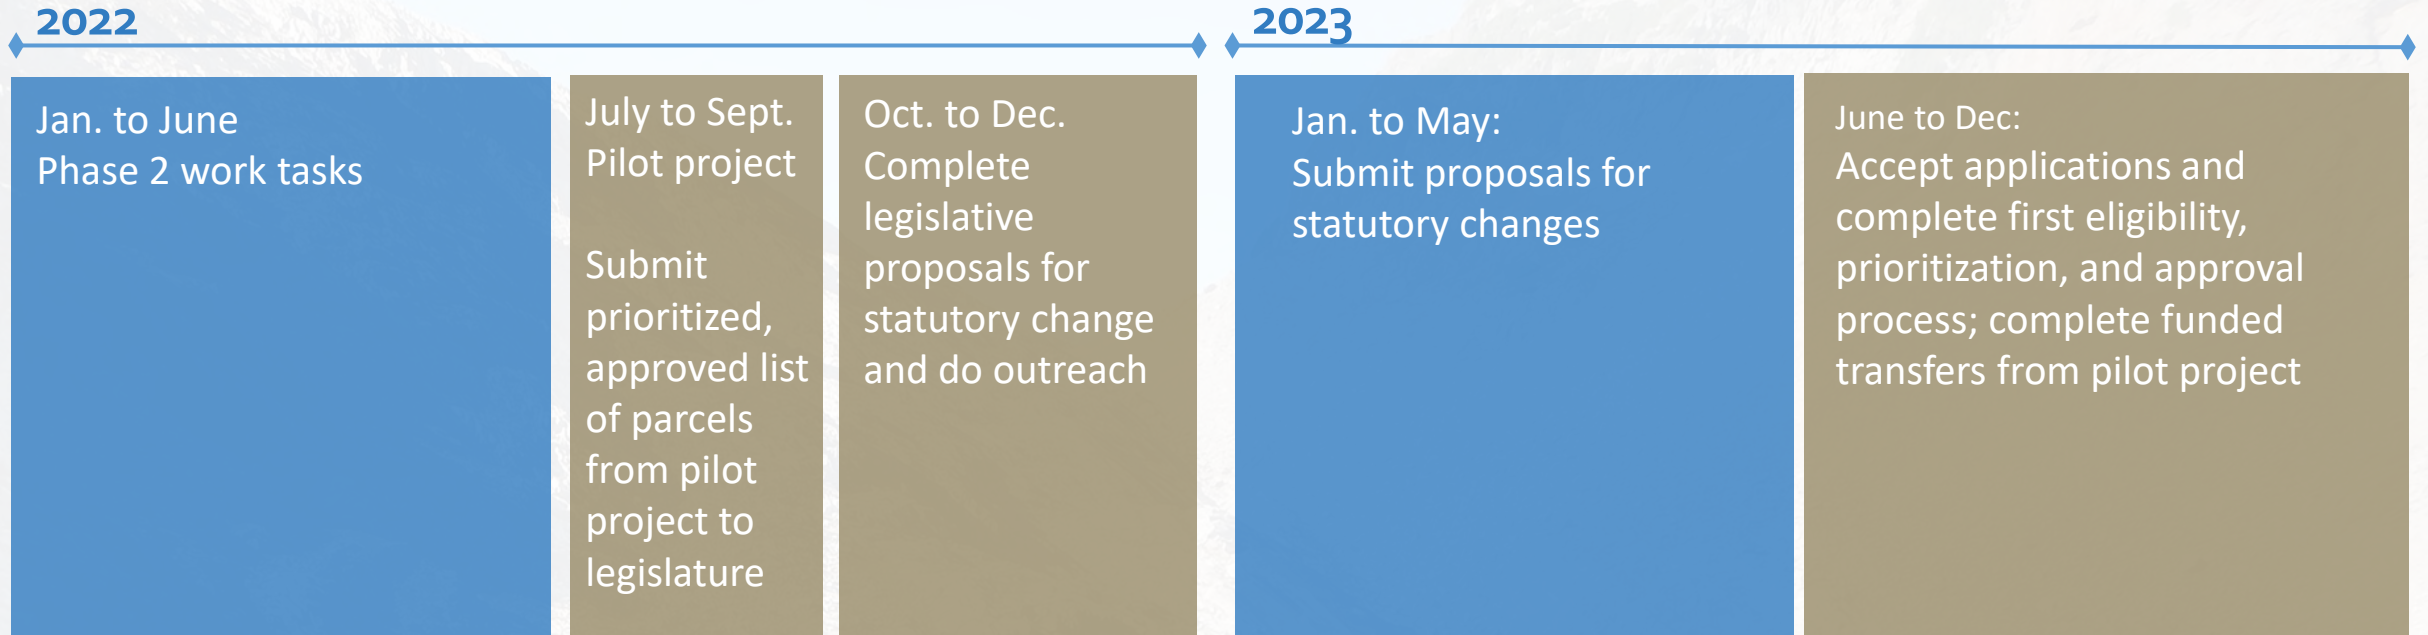 2022
Jan. to June
Phase 2 work tasks
July to Sept.
Pilot project
Submit
prioritized,
approved list
of parcels
from pilot
project to
legislature
Oct. to Dec.
Complete
legislative
proposals for
statutory change
and do outreach
2023
Jan. to May:
Submit proposals for
statutory changes
June to Dec:
Accept applications and
complete first eligibility,
prioritization, and approval
process; complete funded
transfers from pilot project